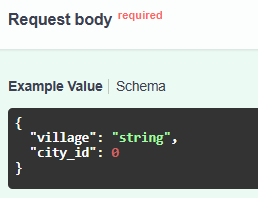 Request body required
Example Value Schema
{
  "village": "string",
  "city_id": 0
}